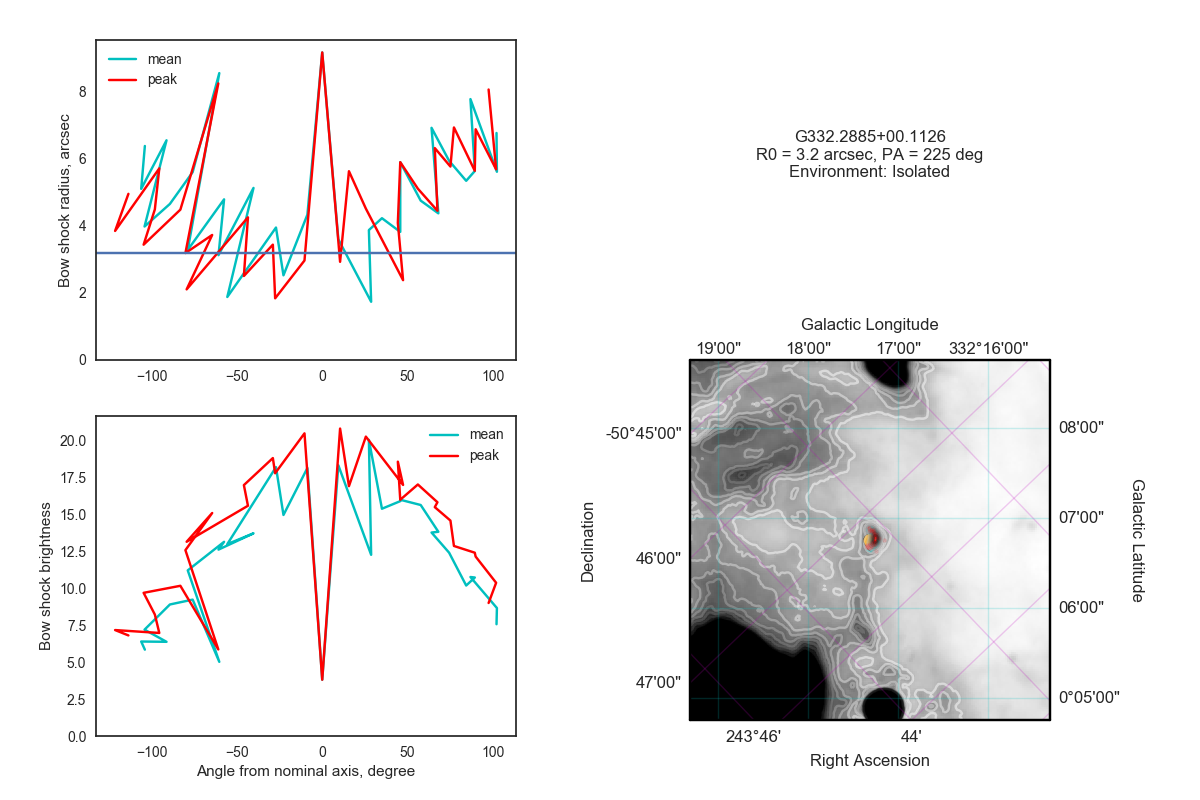 mean
peak
Bow shock radius, arcsec
8
6
4
2
0
−100
−50
0
50
100
mean
peak
Bow shock brightness
20.0
17.5
15.0
12.5
10.0
7.5
5.0
2.5
0.0
−100
−50
0
50
100
Angle from nominal axis, degree
G332.2885+00.1126
R0 = 3.2 arcsec, PA = 225 deg
Environment: Isolated
Galactic Longitude
19'00"
18'00"
17'00"
332°16'00"
-50°45'00"
46'00"
47'00"
Declination
08'00"
07'00"
06'00"
0°05'00"
Galactic Latitude
243°46'
44'
Right Ascension